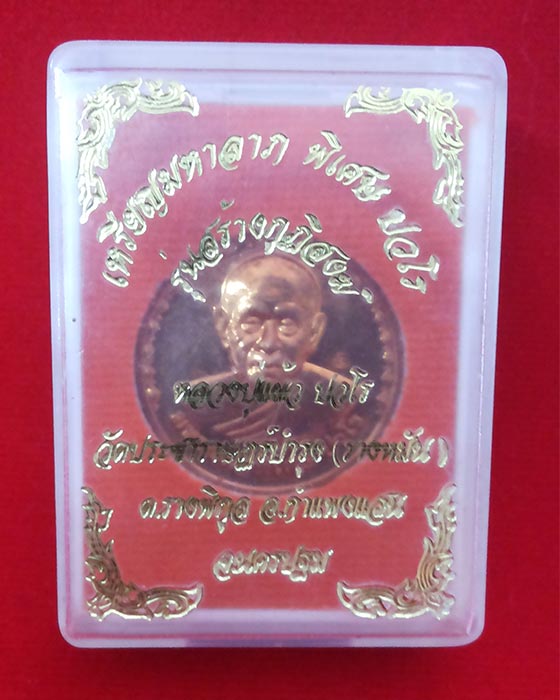 เหรียญมหาลาภ พิเศษ ปวโร
รุ่นสร้างกุฏิสงฆ์
หลวงปู่แผ้ว ปวโร
วัดประชาราษฎร์บำรุง (รางหมัน)
ต.รางพิกุล อ.กำแพงแสน
จ.นครปฐม